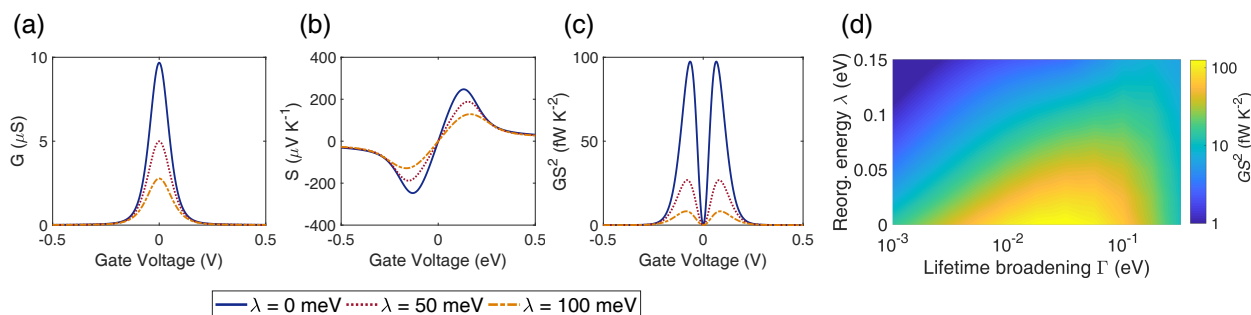 (a)
10
5
0
-0.5
0
0.5
G (μS)
Gate Voltage (V)
(b)
400
200
0
-200
-400
-0.5
0
0.5
S (μV K⁻¹)
Gate Voltage (eV)
(c)
100
50
0
-0.5
0
0.5
GS² (fW K⁻²)
Gate Voltage (V)
(d)
0.15
0.1
0.05
0
10⁻³
10⁻²
10⁻¹
Reorg. energy λ (eV)
Lifetime broadening Γ (eV)
100
10
1
GS² (fW K⁻²)
λ = 0 meV
λ = 50 meV
λ = 100 meV